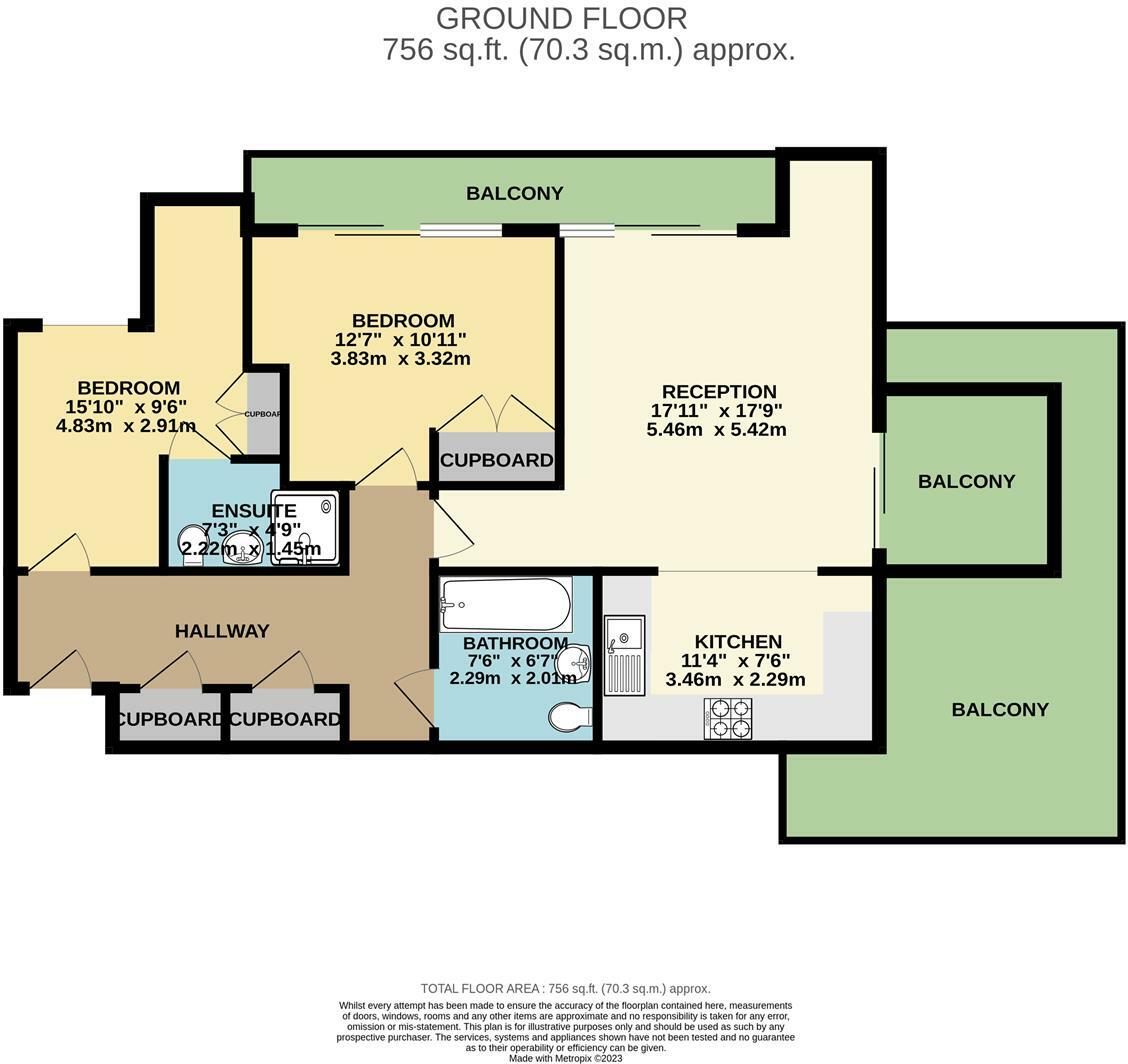 GROUND FLOOR
756 sq.ft. (70.3 sq.m.) approx.
BALCONY
BEDROOM
12'7"  x 10'11"
3.83m  x 3.32m
BEDROOM
15'10"  x 9'6"
4.83m  x 2.91m
CUPBOAR
CUPBOARD
RECEPTION
17'11"  x 17'9"
5.46m  x 5.42m
BALCONY
ENSUITE
7'3"  x 4'9"
2.22m  x 1.45m
HALLWAY
BATHROOM
7'6"  x 6'7"
2.29m  x 2.01m
KITCHEN
11'4"  x 7'6"
3.46m  x 2.29m
CUPBOARD
CUPBOARD
BALCONY
TOTAL FLOOR AREA : 756 sq.ft. (70.3 sq.m.) approx.
Whilst every attempt has been made to ensure the accuracy of the floorplan contained here, measurements
of doors, windows, rooms and any other items are approximate and no responsibility is taken for any error,
omission or mis-statement. This plan is for illustrative purposes only and should be used as such by any
prospective purchaser. The services, systems and appliances shown have not been tested and no guarantee
as to their operability or efficiency can be given.
Made with Metropix ©2023